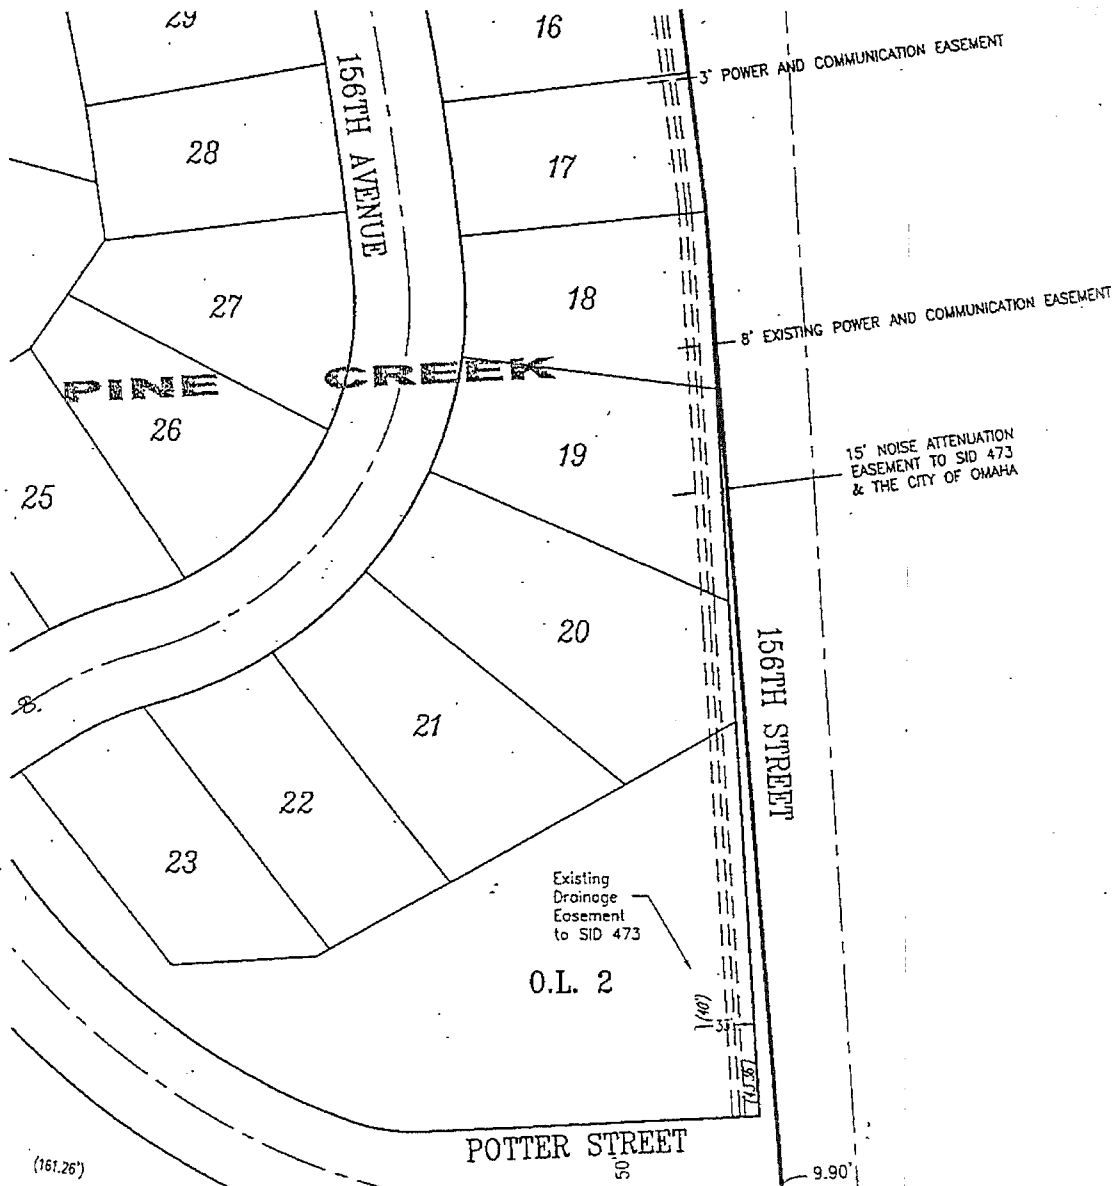 29
16
3' POWER AND COMMUNICATION EASEMENT
156TH AVENUE
28
17
27
18
8' EXISTING POWER AND COMMUNICATION EASEMENT
PINE CREEK
26
19
15' NOISE ATTENUATION
EASEMENT TO SID 473
& THE CITY OF OMAHA
25
20
156TH STREET
21
22
23
Existing
Drainage
Easement
to SID 473
O.L. 2
(40')
POTTER STREET
50
(161.26')
9.90'